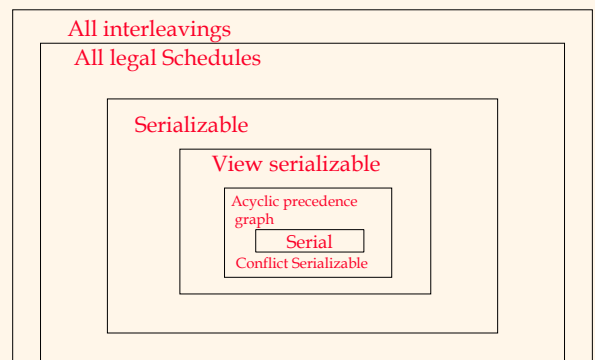 All interleavings
All legal Schedules
Serializable
View serializable
Acyclic precedence
graph
Serial
Conflict Serializable